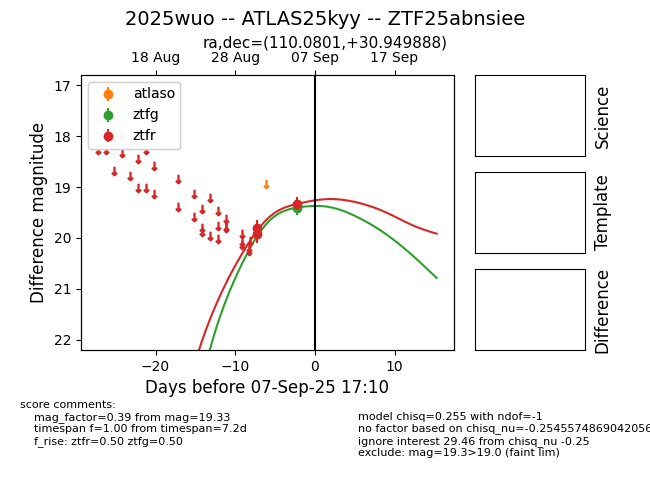 2025wuo -- ATLAS25kyy -- ZTF25abnsiee
ra,dec=(110.0801,+30.949888)
18 Aug 28 Aug 07 Sep 17 Sep
atlaso
ztfg
ztfr
17
18
19
20
21
22
Difference magnitude
−20 −10 0 10
Days before 07-Sep-25 17:10
Science
Template
Difference
score comments:
mag_factor=0.39 from mag=19.33
timespan f=1.00 from timespan=7.2d
f_rise: ztfr=0.50 ztfg=0.50
model chisq=0.255 with ndof=-1
no factor based on chisq_nu=-0.2545574869042056
ignore interest 29.46 from chisq_nu -0.25
exclude: mag=19.3>19.0 (faint lim)